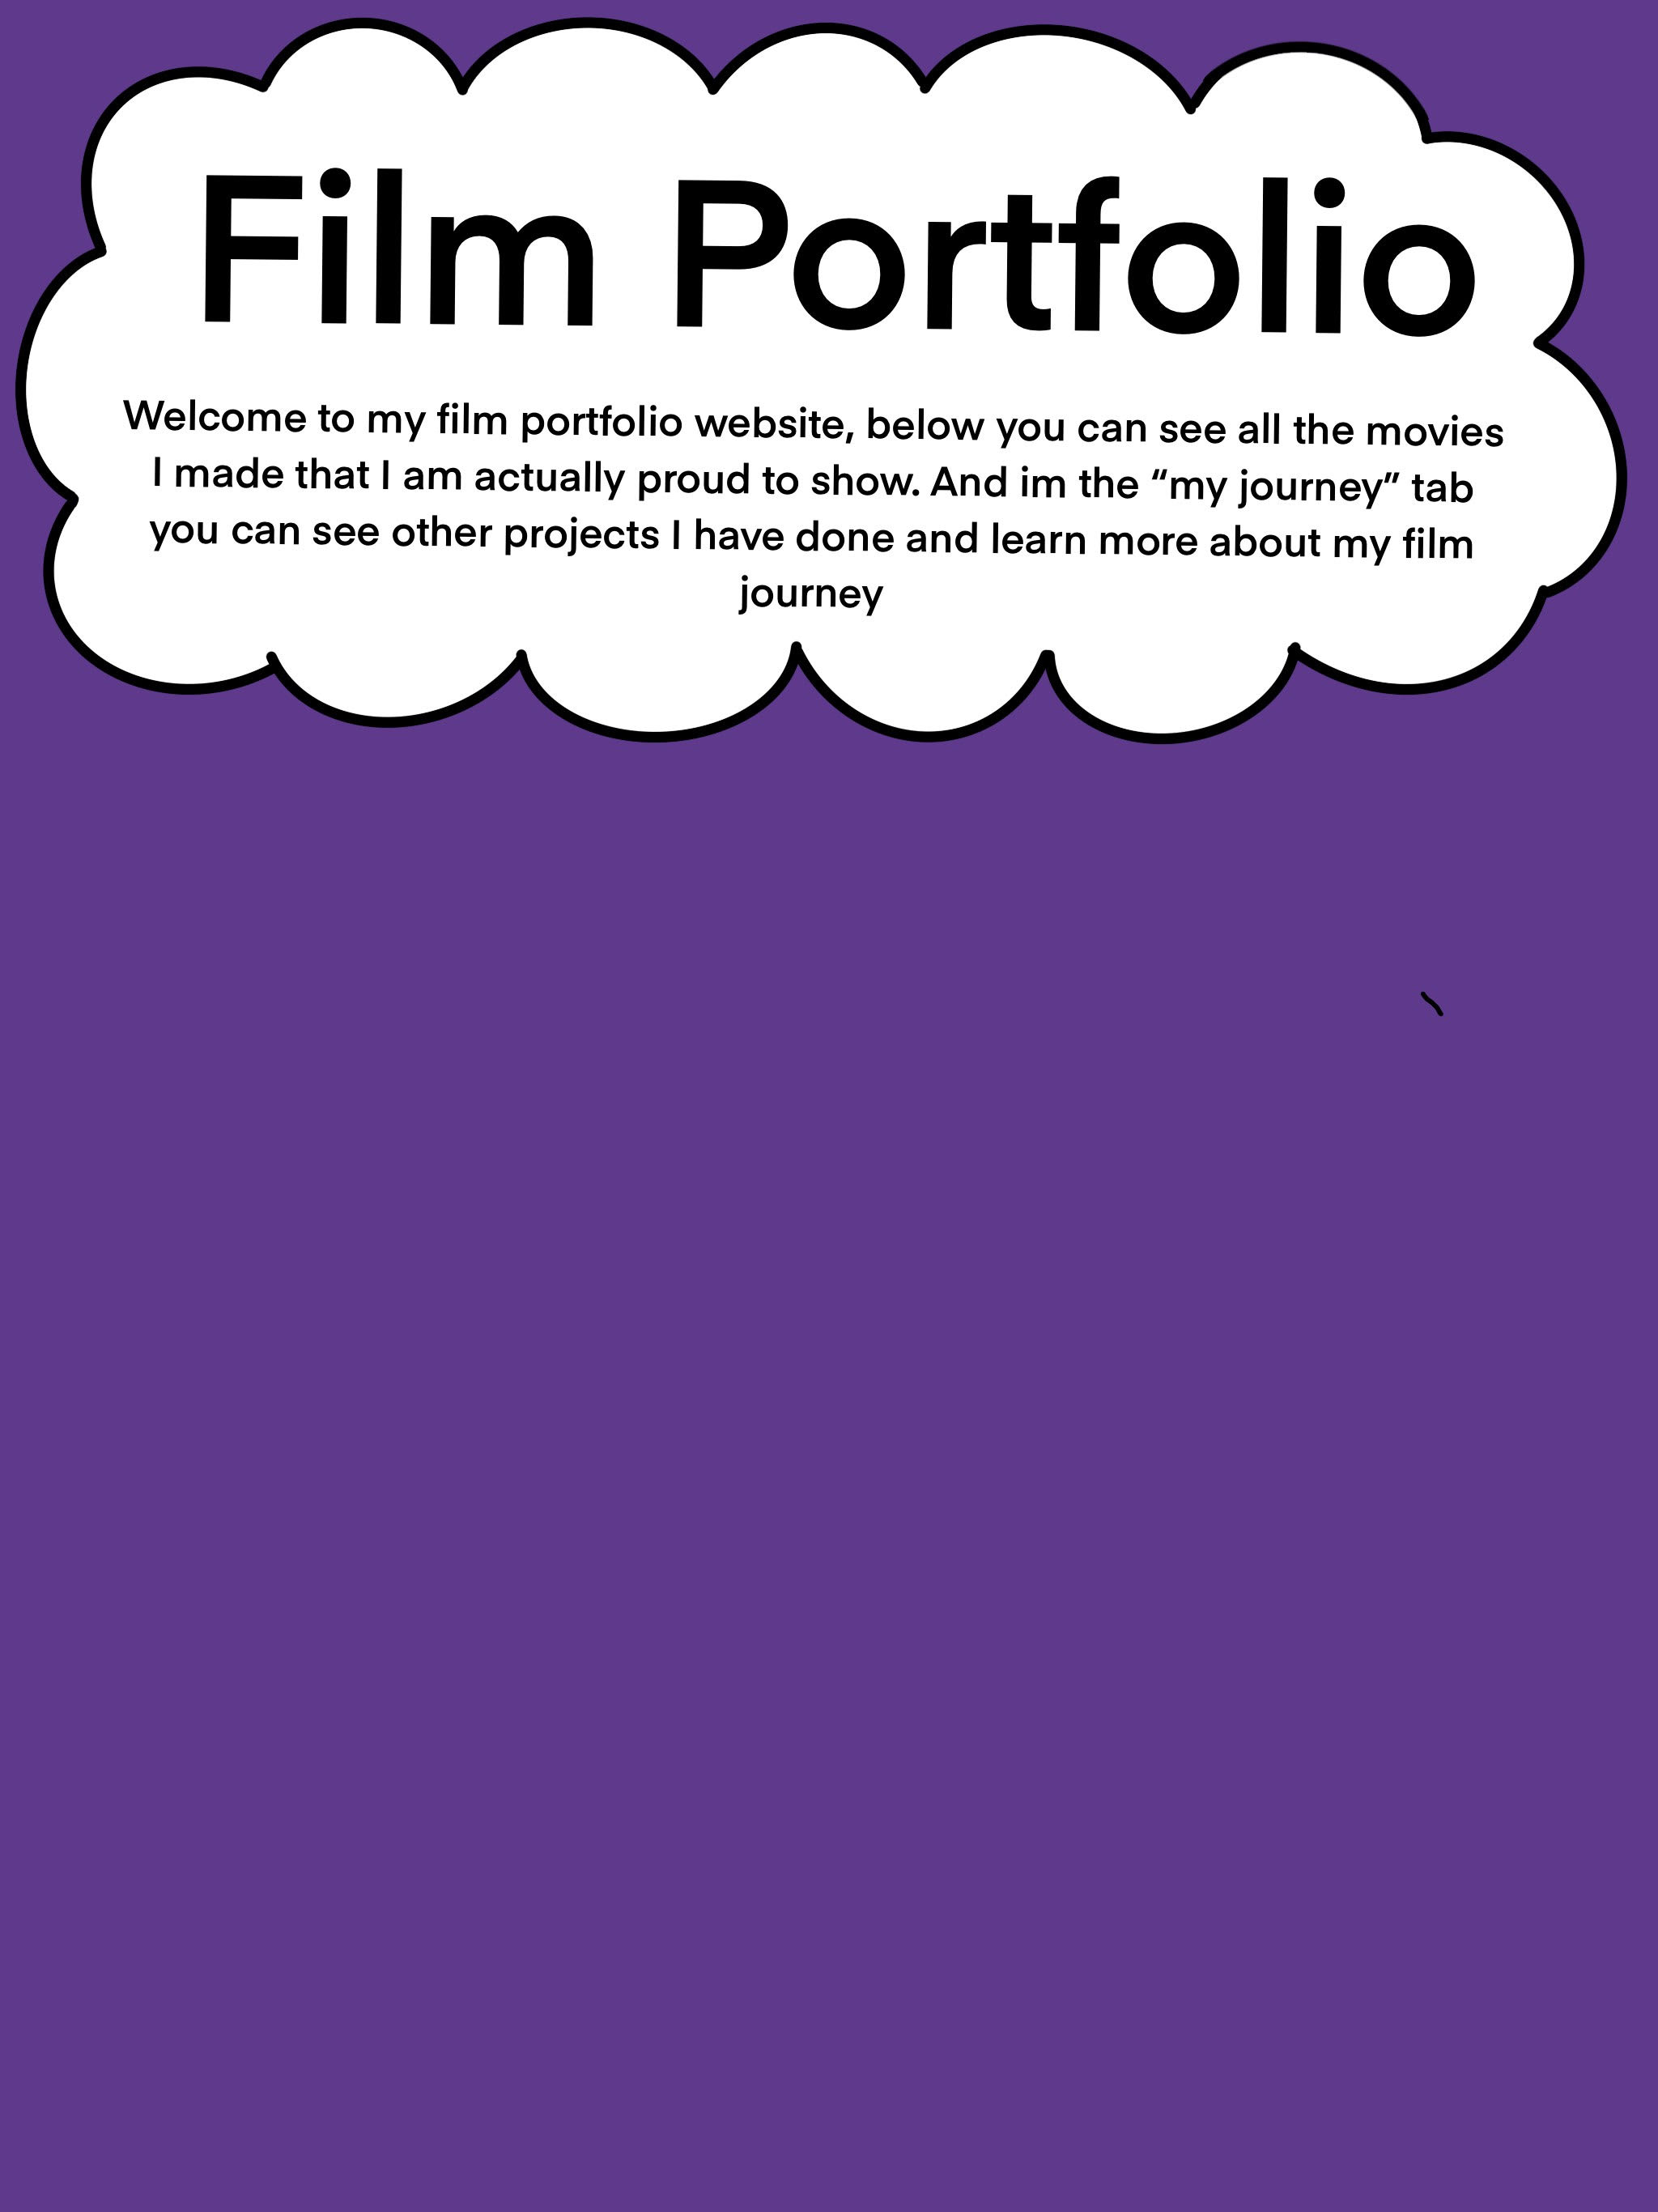 Film Portfolio
Welcome to my film portfolio website, below you can see all the movies
I made that I am actually proud to show. And im the “my journey” tab
you can see other projects I have done and learn more about my film
journey